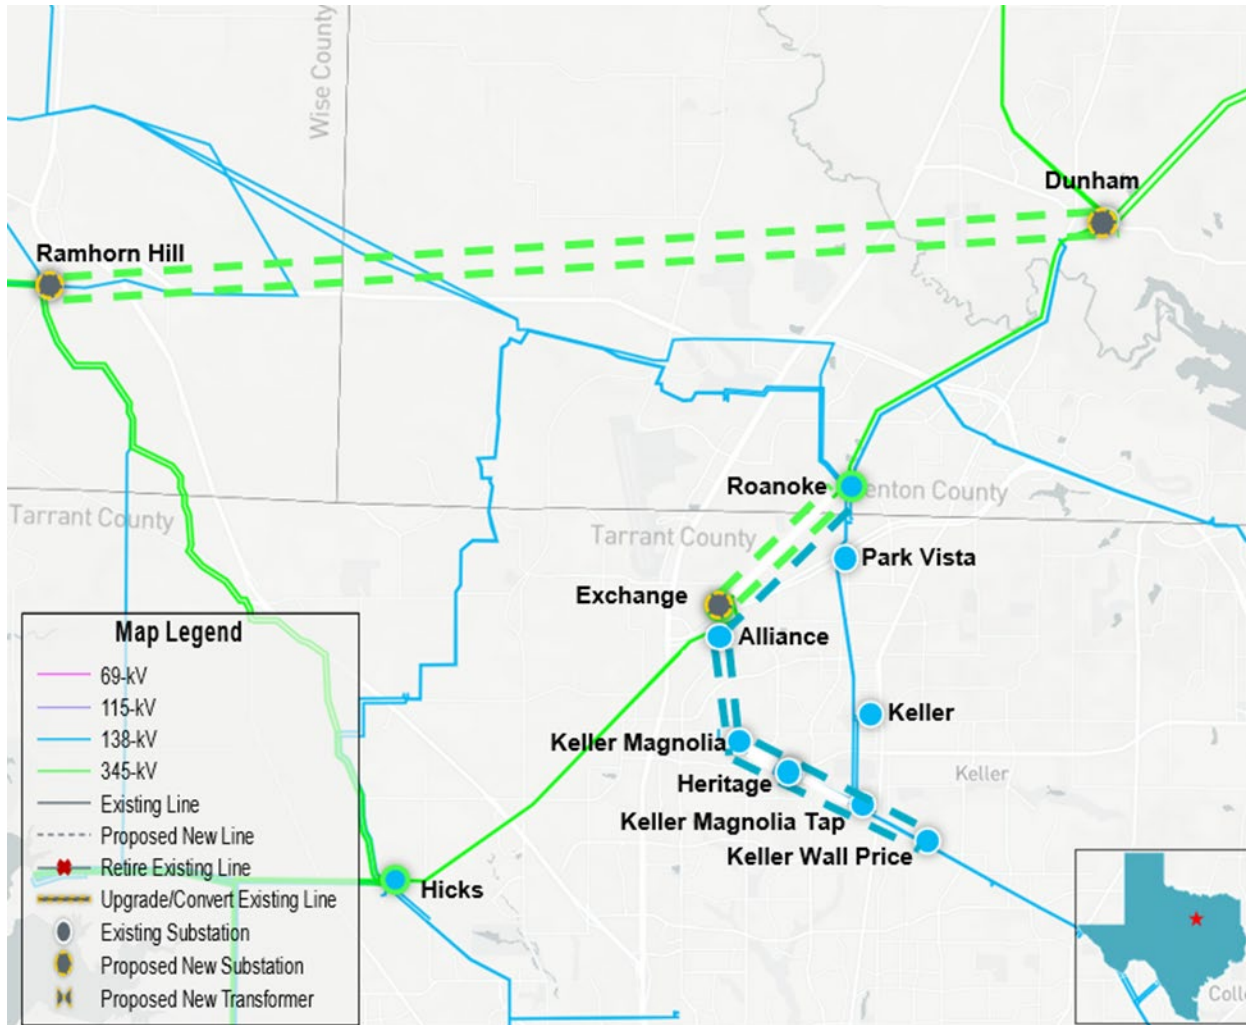 Wise County
Dunham
Ramhorn Hill
Roanoke
enton County
Tarrant County
Tarrant County
Park Vista
Exchange
Alliance
Keller
Keller Magnolia
Heritage
Keller
Keller Magnolia Tap
Keller Wall Price
Hicks
Map Legend
69-kV
115-kV
138-kV
345-kV
Existing Line
Proposed New Line
Retire Existing Line
Upgrade/Convert Existing Line
Existing Substation
Proposed New Substation
Proposed New Transformer
Colle